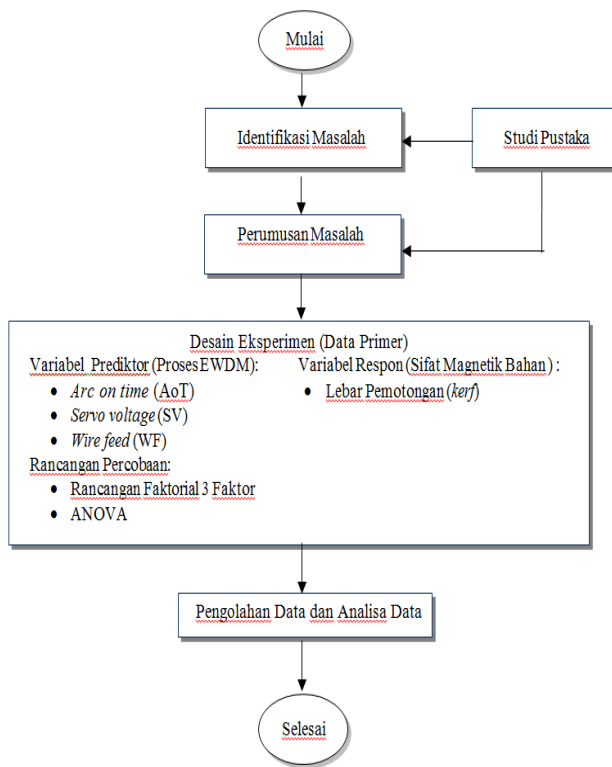 Mulai
Identifikasi Masalah
Studi Pustaka
Perumusan Masalah
Desain Eksperimen (Data Primer)
Variabel Prediktor (Proses EWDM):
• Arc on time (AoT)
• Servo voltage (SV)
• Wire feed (WF)
Rancangan Percobaan:
• Rancangan Faktorial 3 Faktor
• ANOVA
Variabel Respon (Sifat Magnetik Bahan) :
• Lebar Pemotongan (kerf)
Pengolahan Data dan Analisa Data
Selesai